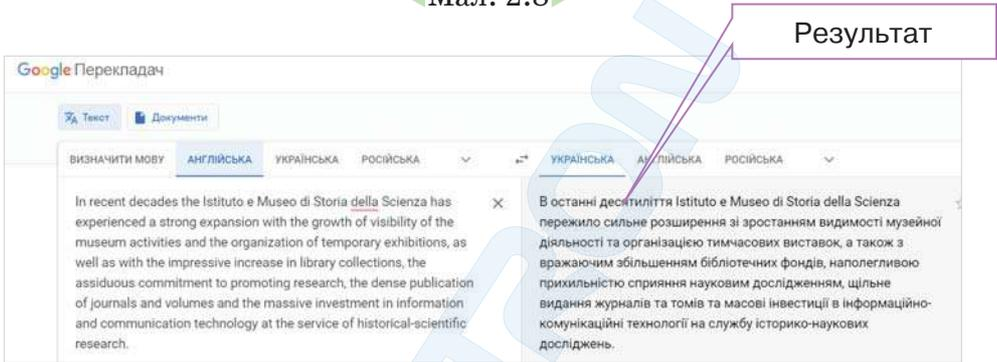 Мал. 2.8
Результат
Google Перекладач
Текст
Документи
ВИЗНАЧИТИ МОВУ АНГЛІЙСЬКА УКРАЇНСЬКА РОСІЙСЬКА
УКРАЇНСЬКА АНГЛІЙСЬКА РОСІЙСЬКА
In recent decades the Istituto e Museo di Storia della Scienza has
experienced a strong expansion with the growth of visibility of the
museum activities and the organization of temporary exhibitions, as
well as with the impressive increase in library collections, the
assiduous commitment to promoting research, the dense publication
of journals and volumes and the massive investment in information
and communication technology at the service of historical-scientific
research.
В останні десятиліття Istituto e Museo di Storia della Scienza
пережило сильне розширення зі зростанням видимості музейної
діяльності та організацією тимчасових виставок, а також з
вражаючим збільшенням бібліотечних фондів, наполегливою
прихильністю сприяння науковим дослідженням, щільне
видання журналів та томів та масові інвестиції в інформаційно-
комунікаційні технології на службу історико-наукових
досліджень.